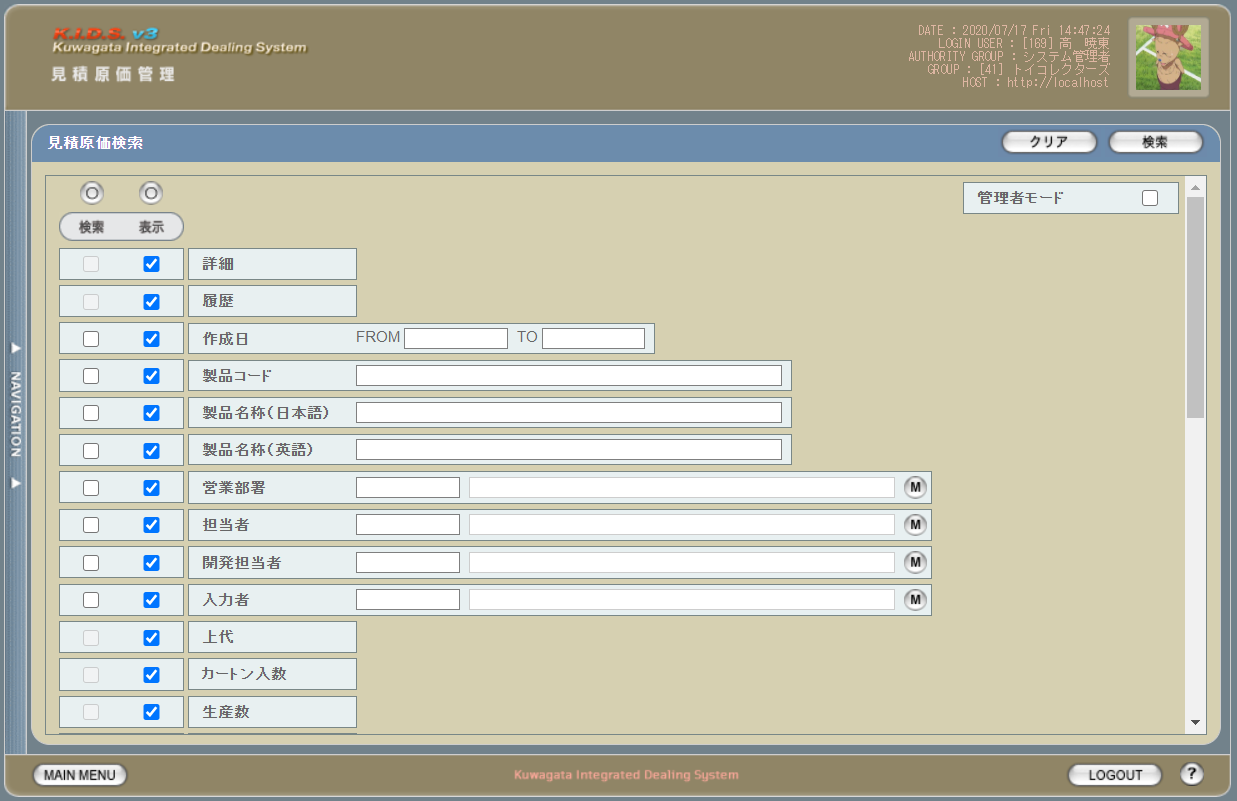 K.I.D.S. v3
Kuwagata Integrated Dealing System
見積原価管理
DATE : 2020/07/17 Fri 14:47:24
LOGIN USER : [169] 高　暁東
AUTHORITY GROUP : システム管理者
GROUP : [41] トイコレクターズ
HOST : http://localhost
見積原価検索
クリア
検索
管理者モード
検索 表示
詳細
履歴
作成日 FROM TO
製品コード
製品名称(日本語)
製品名称(英語)
営業部署 M
担当者 M
開発担当者 M
入力者 M
上代
カートン入数
生産数
NAVIGATION
MAIN MENU
Kuwagata Integrated Dealing System
LOGOUT
?